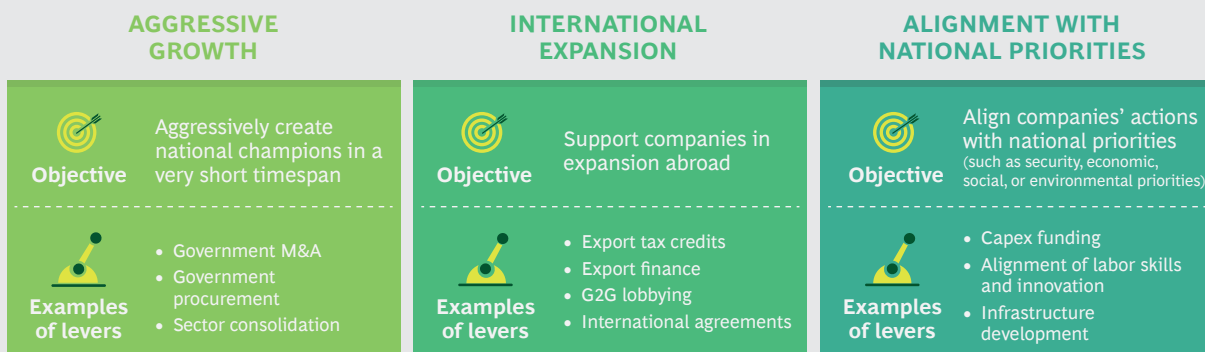 AGGRESSIVE
GROWTH
Objective
Aggressively create
national champions in a
very short timespan
Examples
of levers
• Government M&A
• Government
procurement
• Sector consolidation
INTERNATIONAL
EXPANSION
Objective
Support companies in
expansion abroad
Examples
of levers
• Export tax credits
• Export finance
• G2G lobbying
• International agreements
ALIGNMENT WITH
NATIONAL PRIORITIES
Objective
Align companies’ actions
with national priorities
(such as security, economic,
social, or environmental priorities)
Examples
of levers
• Capex funding
• Alignment of labor skills
and innovation
• Infrastructure
development